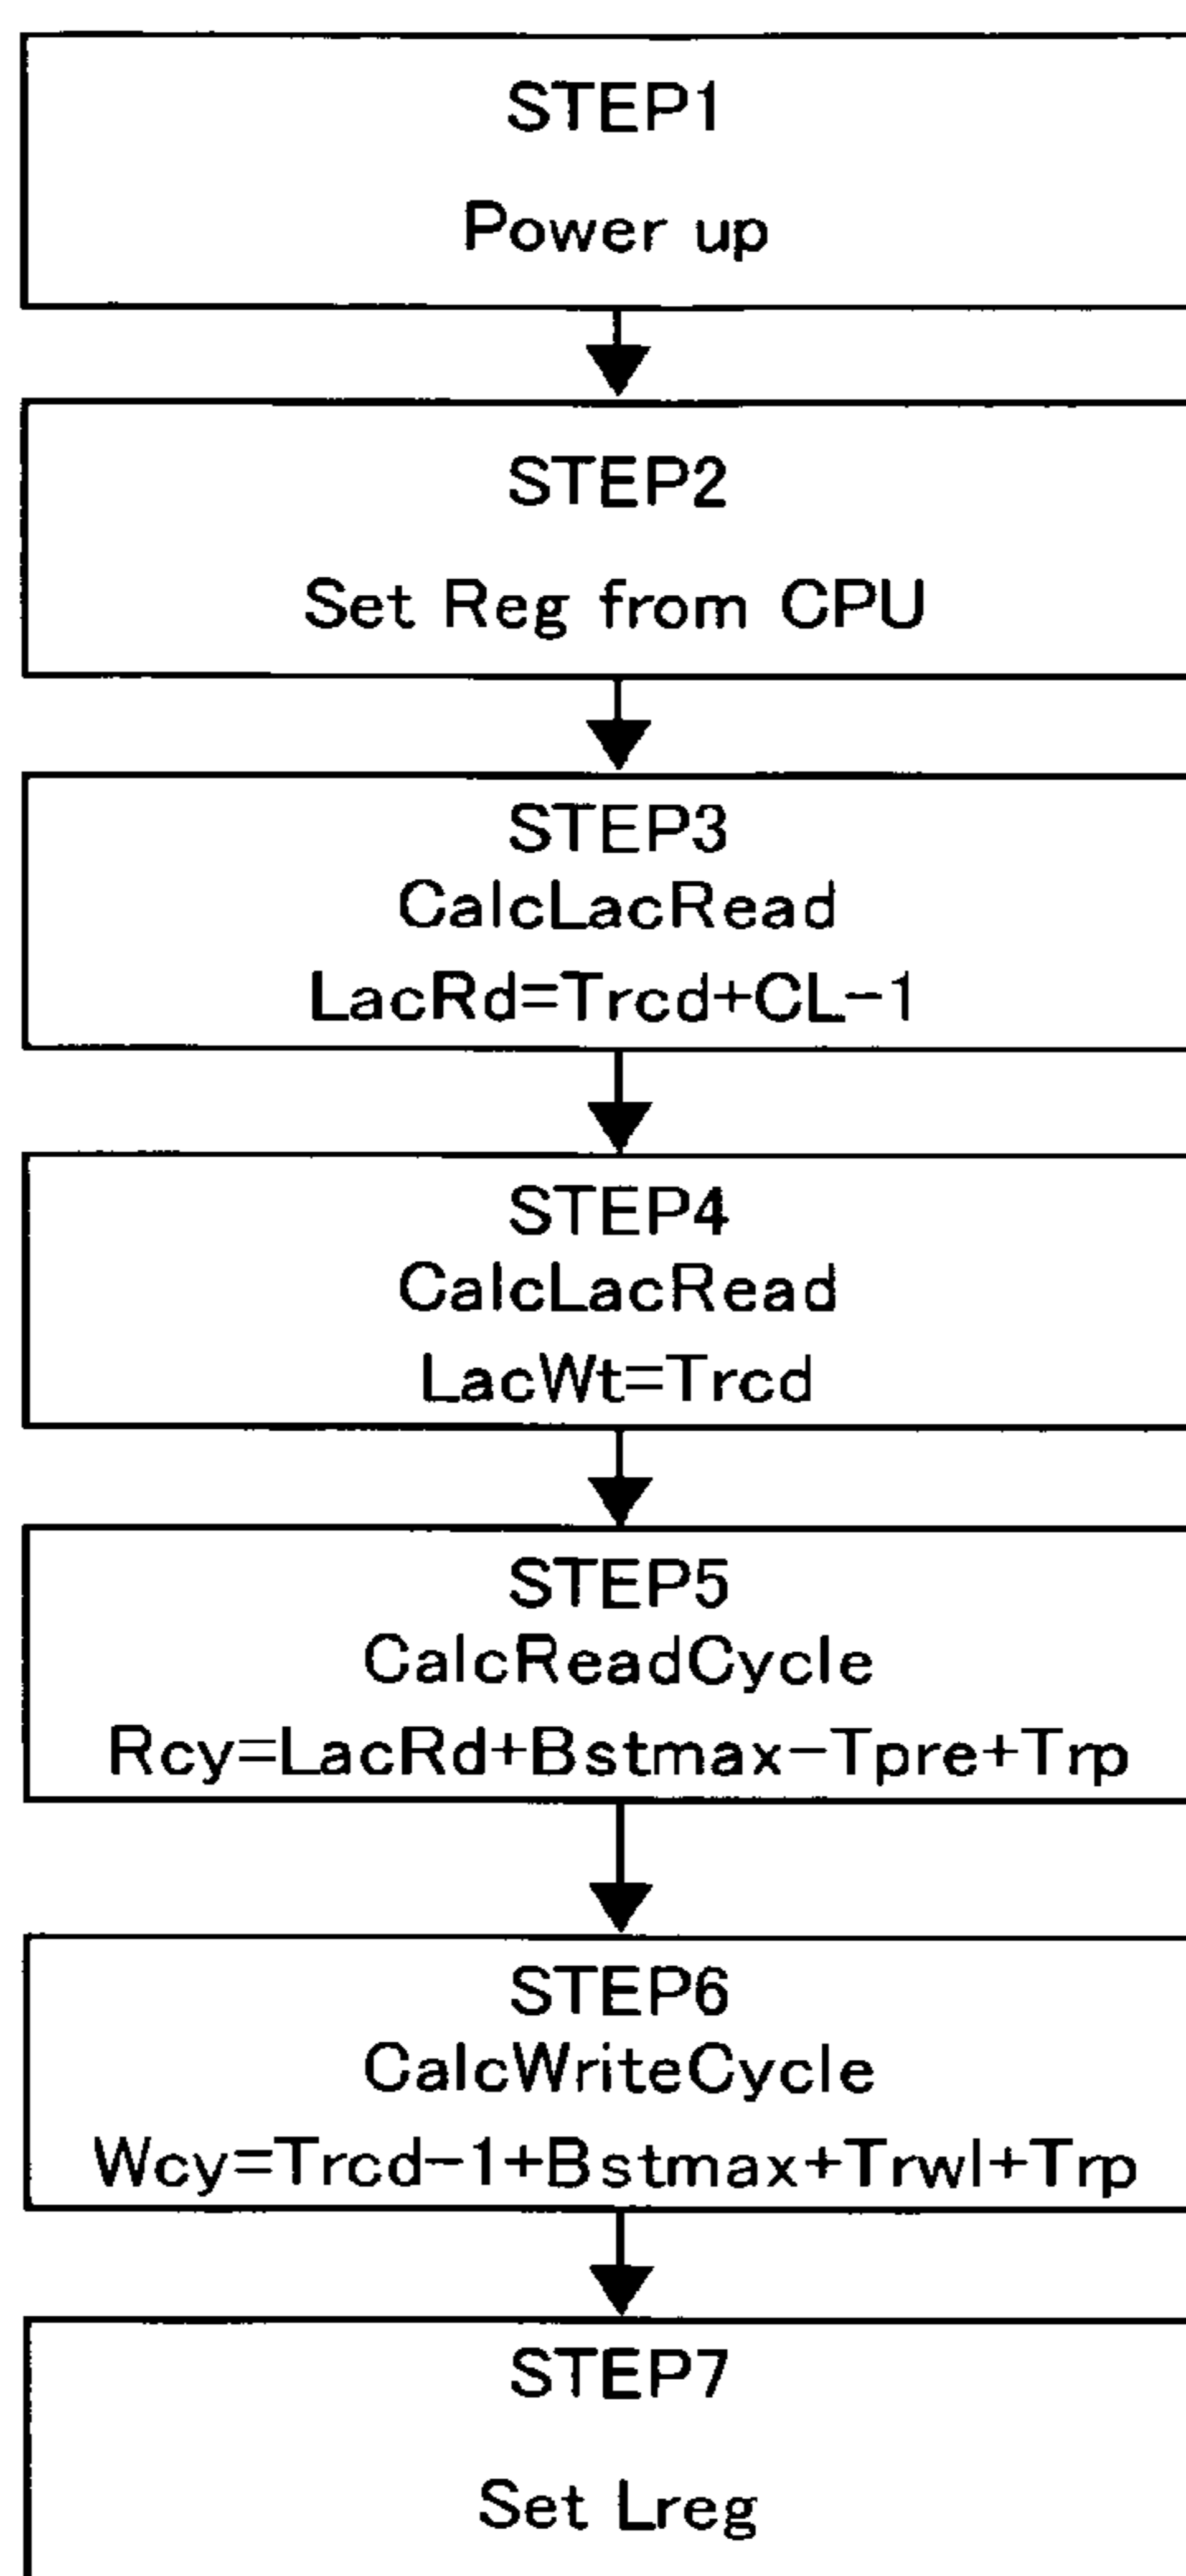 STEP1
Power up
STEP2
Set Reg from CPU
STEP3
CalcLacRead
LacRd=Trcd+CL-1
STEP4
CalcLacRead
LacWt=Trcd
STEP5
CalcReadCycle
Rcy=LacRd+Bstmax-Tpre+Trp
STEP6
CalcWriteCycle
Wcy=Trcd-1+Bstmax+Trwl+Trp
STEP7
Set Lreg